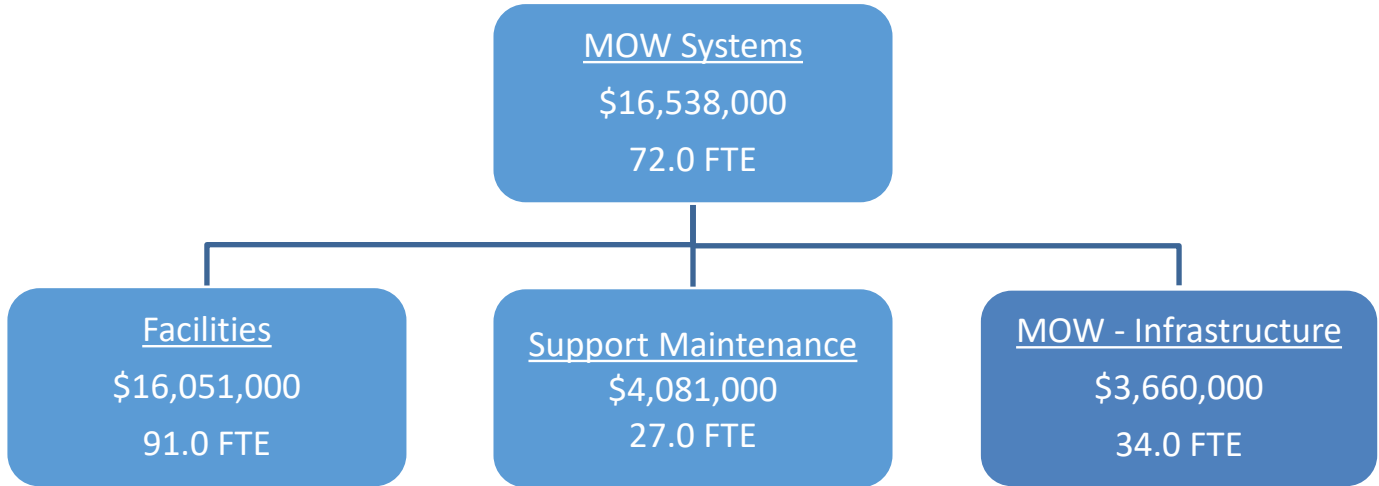 MOW Systems
$16,538,000
72.0 FTE
Facilities
$16,051,000
91.0 FTE
Support Maintenance
$4,081,000
27.0 FTE
MOW - Infrastructure
$3,660,000
34.0 FTE